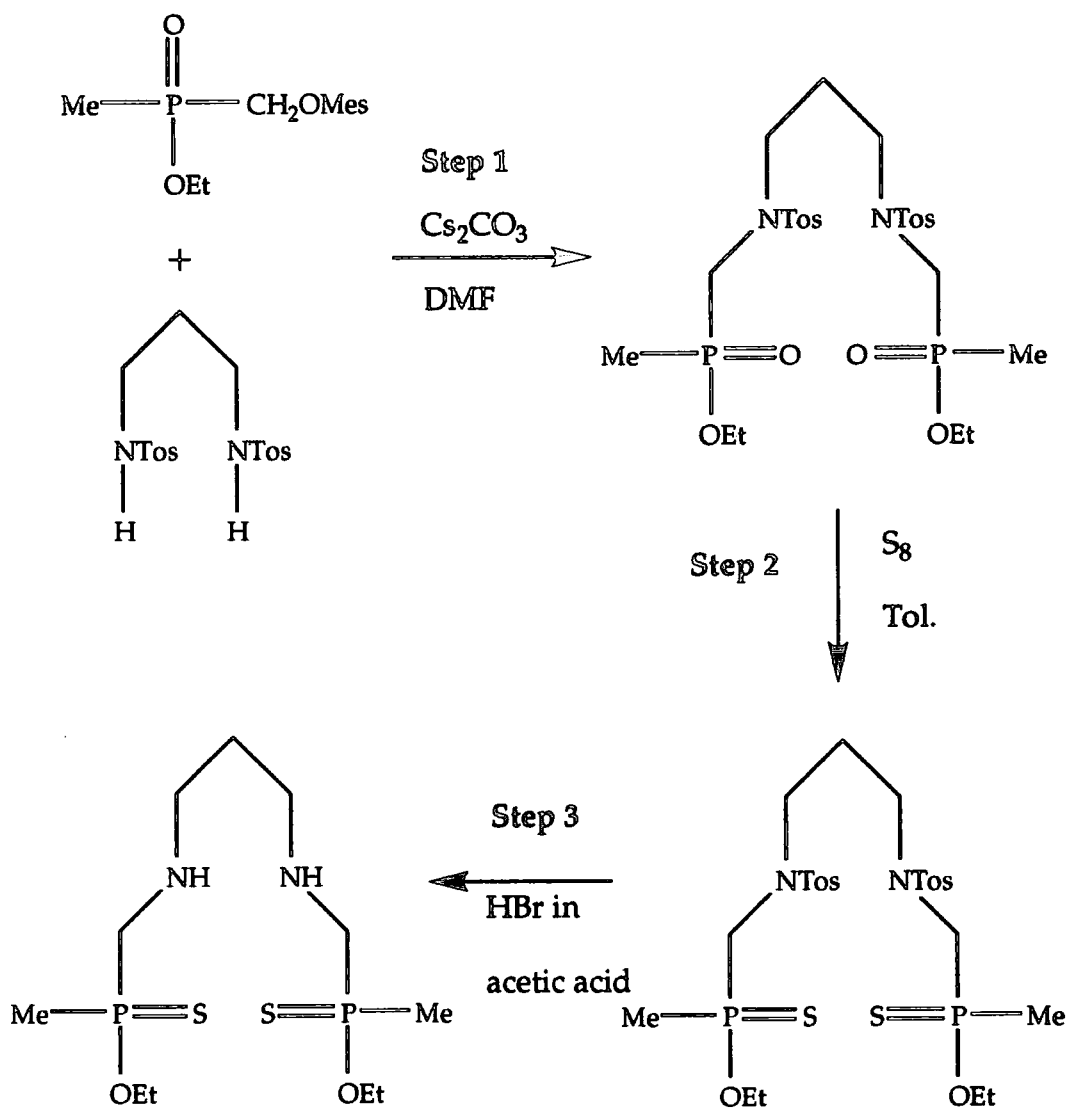 O
Me P CH₂OMes
OEt
+
NTos NTos
H H
Step 1
Cs₂CO₃
DMF
NTos NTos
Me P O O P Me
OEt OEt
Step 2
S₈
Tol.
NTos NTos
Me P S S P Me
OEt OEt
Step 3
HBr in
acetic acid
NH NH
Me P S S P Me
OEt OEt